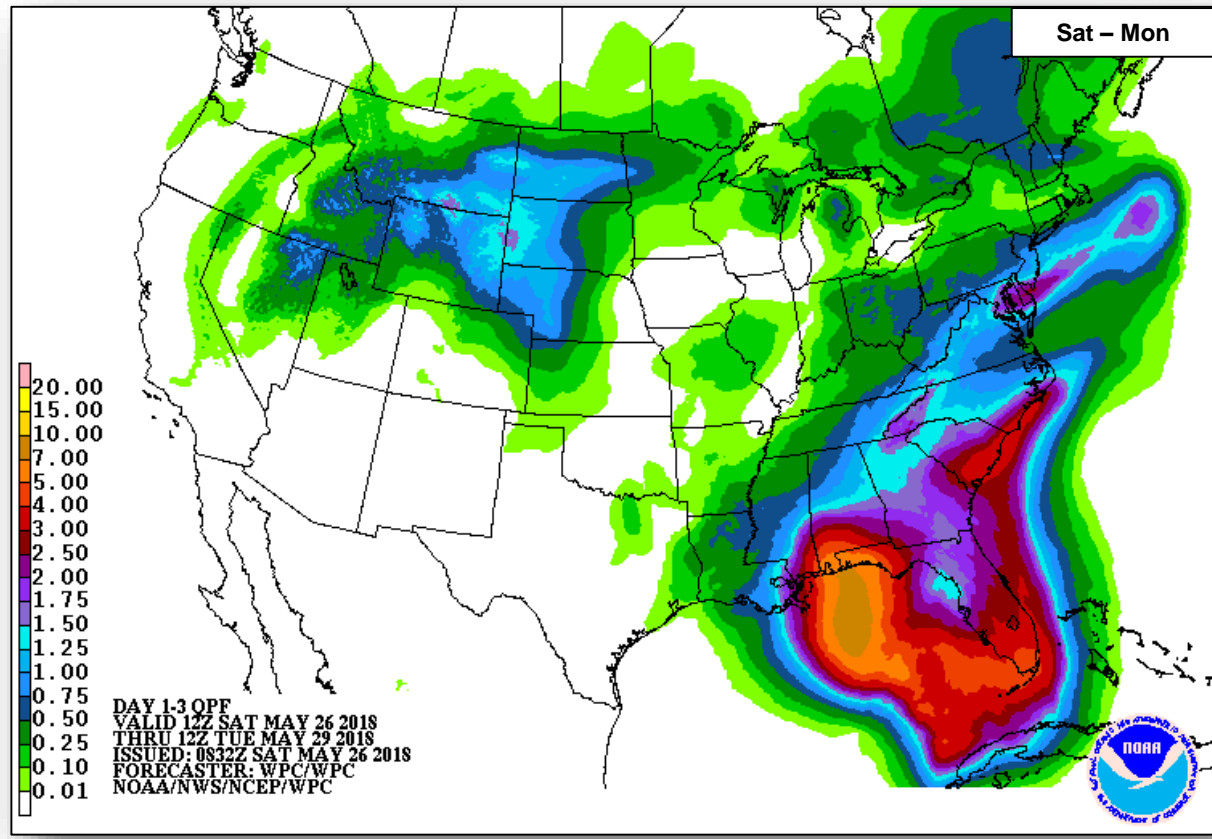 Sat – Mon
20.00
15.00
10.00
7.00
5.00
4.00
3.00
2.50
2.00
1.75
1.50
1.25
1.00
0.75
0.50
0.25
0.10
0.01
DAY 1-3 QPF
VALID 12Z SAT MAY 26 2018
THRU 12Z TUE MAY 29 2018
ISSUED: 0832Z SAT MAY 26 2018
FORECASTER: WPC/WPC
NOAA/NWS/NCEP/WPC
NOAA